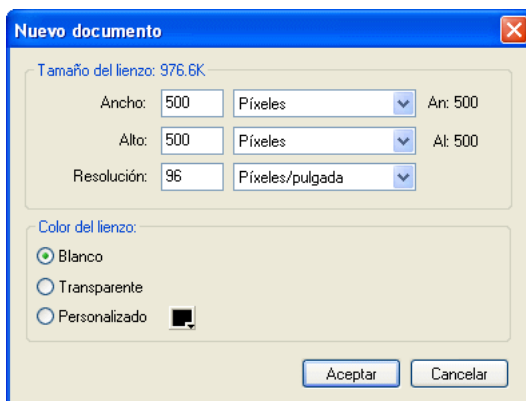 Nuevo documento
Tamaño del lienzo: 976.6K
Ancho: 500 Píxeles An: 500
Alto: 500 Píxeles Al: 500
Resolución: 96 Píxeles/pulgada
Color del lienzo:
Blanco
Transparente
Personalizado
Aceptar Cancelar